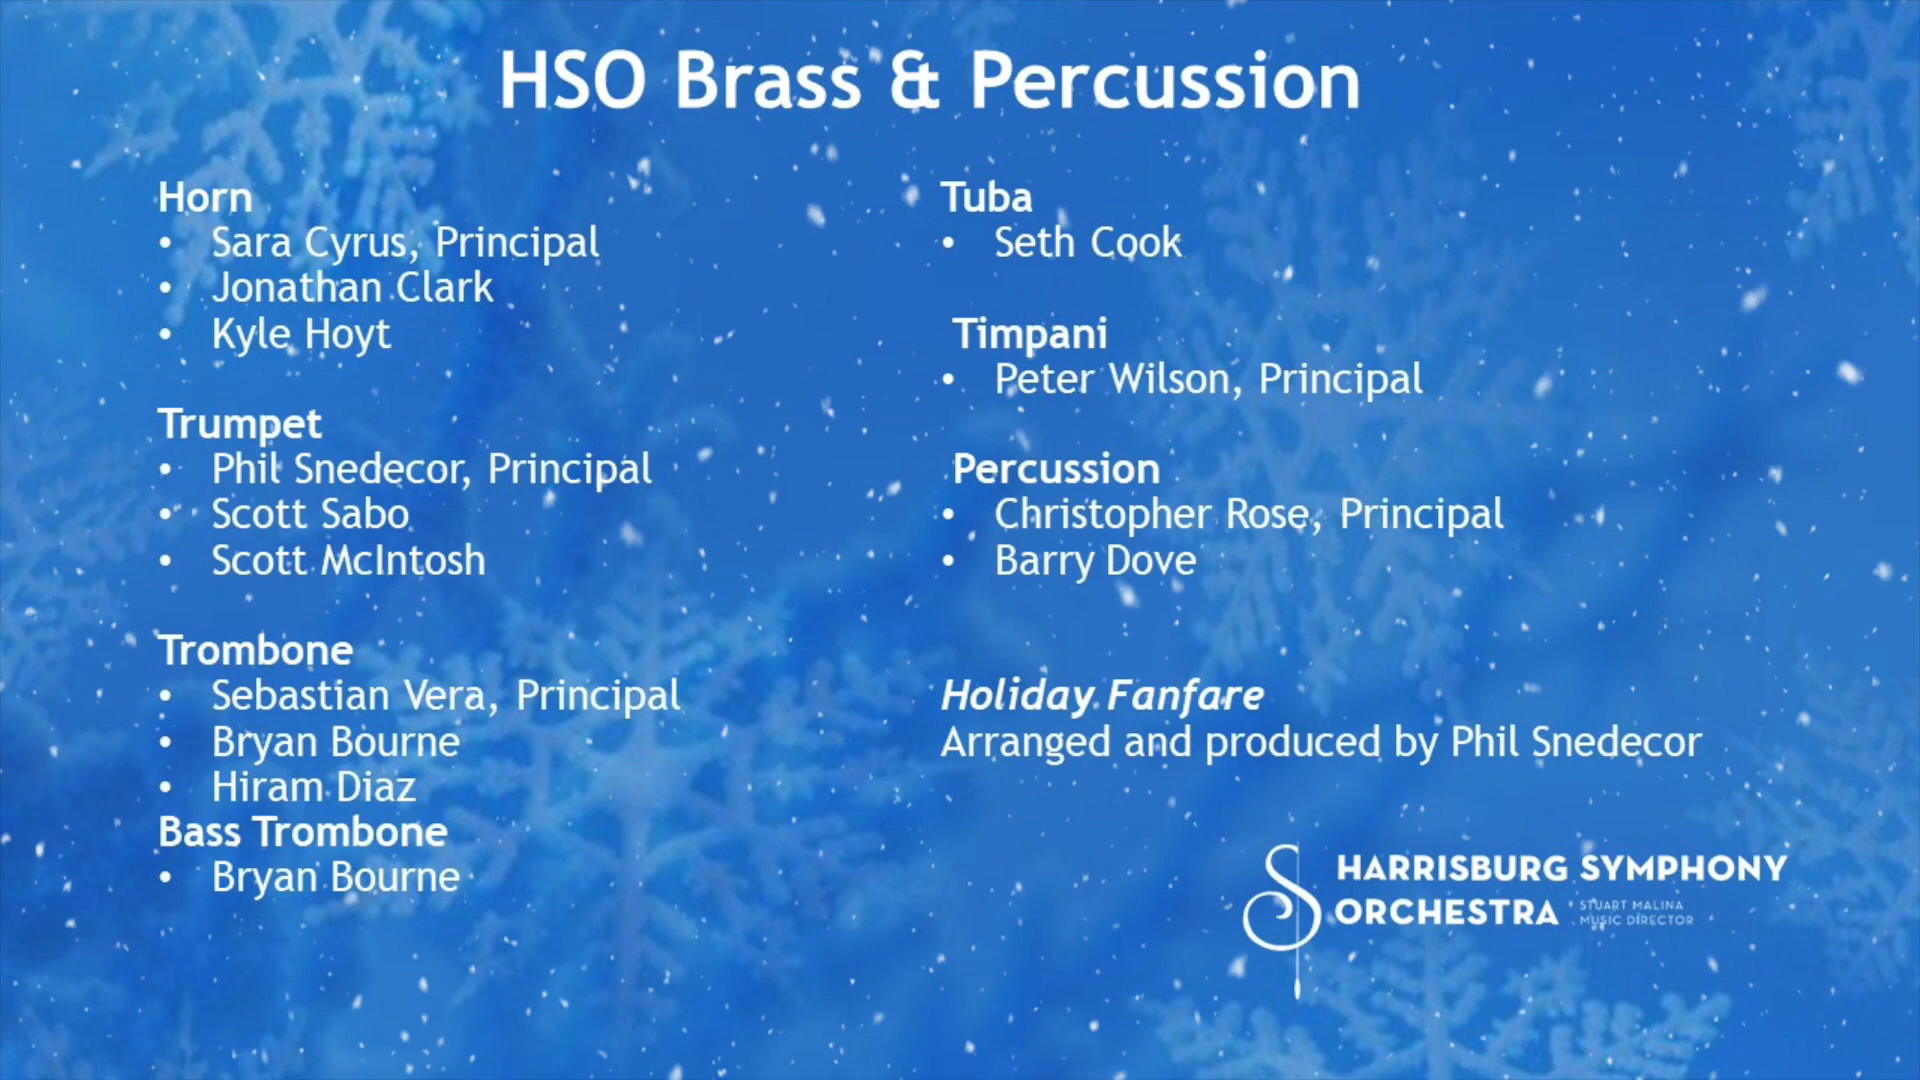 HSO Brass & Percussion
Horn
• Sara Cyrus, Principal
• Jonathan Clark
• Kyle Hoyt
Trumpet
• Phil Snedecor, Principal
• Scott Sabo
• Scott McIntosh
Trombone
• Sebastian Vera, Principal
• Bryan Bourne
• Hiram Diaz
Bass Trombone
• Bryan Bourne
Tuba
• Seth Cook
Timpani
• Peter Wilson, Principal
Percussion
• Christopher Rose, Principal
• Barry Dove
Holiday Fanfare
Arranged and produced by Phil Snedecor
HARRISBURG SYMPHONY
ORCHESTRA
STUART MALINA
MUSIC DIRECTOR